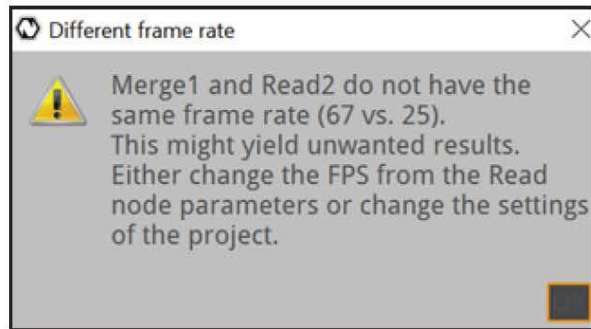 Different frame rate
Merge1 and Read2 do not have the
same frame rate (67 vs. 25).
This might yield unwanted results.
Either change the FPS from the Read
node parameters or change the settings
of the project.